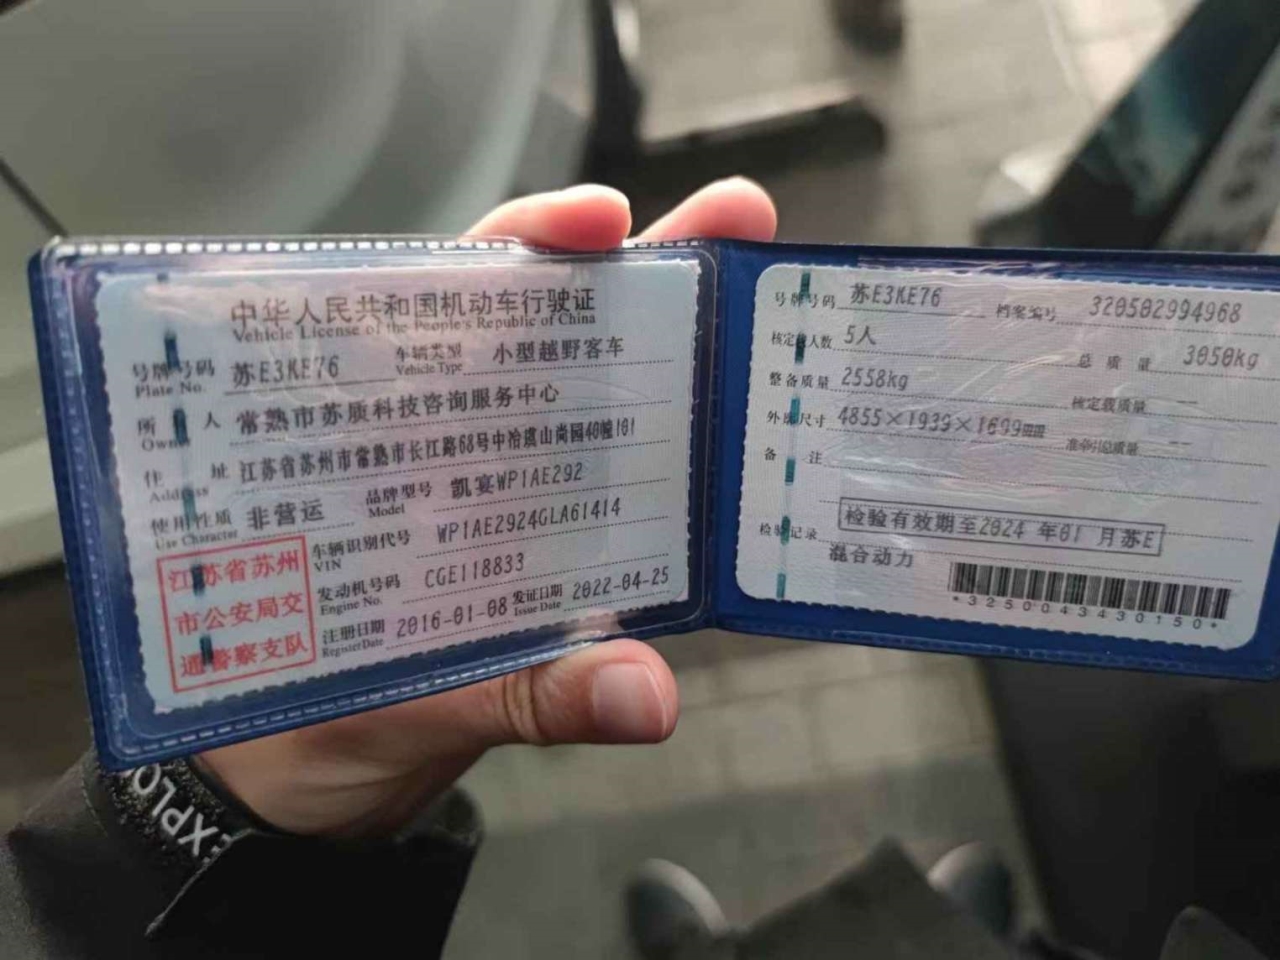 中华人民共和国机动车行驶证
Vehicle License of the People's Republic of China
号牌号码 苏E3KE76 车辆类型 小型越野客车
Plate No. Vehicle Type
所有人 常熟市苏质科技咨询服务中心
Owner
住址 江苏省苏州市常熟市长江路68号中冶虞山尚园40幢101
Address
使用性质 非营运 品牌型号 凯宴WP1AE292
Use Character Model
江苏省苏州市公安局交通警察支队
车辆识别代号 WP1AE2924GLA61414
VIN
发动机号码 CGE118833
Engine No.
注册日期 2016-01-08 发证日期 2022-04-25
Register Date Issue Date
号牌号码 苏E3KE76 档案编号 320502994968
核定载人数 5人 总质量 3050kg
整备质量 2558kg 核定载质量 --
外廓尺寸 4855×1939×1699mm 准牵引总质量 --
备注
检验有效期至2024年01月苏E
检验记录
混合动力
*3250043430150*
EXPLO